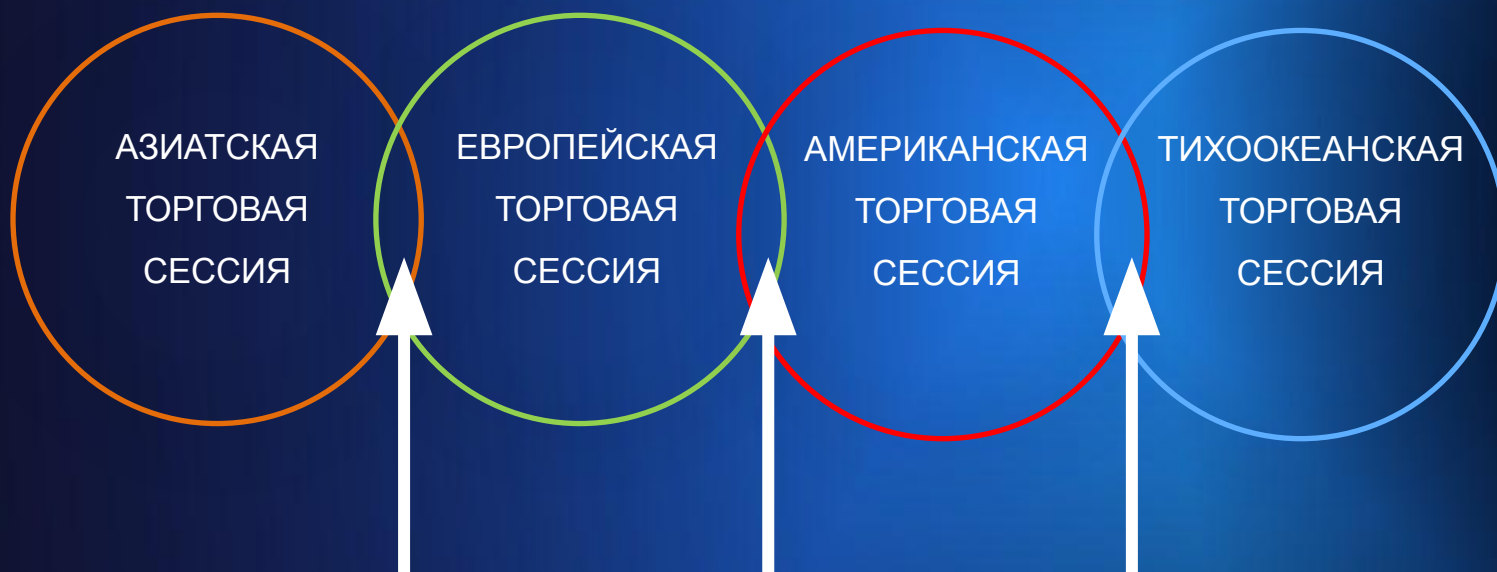 АЗИАТСКАЯ
ТОРГОВАЯ
СЕССИЯ
ЕВРОПЕЙСКАЯ
ТОРГОВАЯ
СЕССИЯ
АМЕРИКАНСКАЯ
ТОРГОВАЯ
СЕССИЯ
ТИХООКЕАНСКАЯ
ТОРГОВАЯ
СЕССИЯ